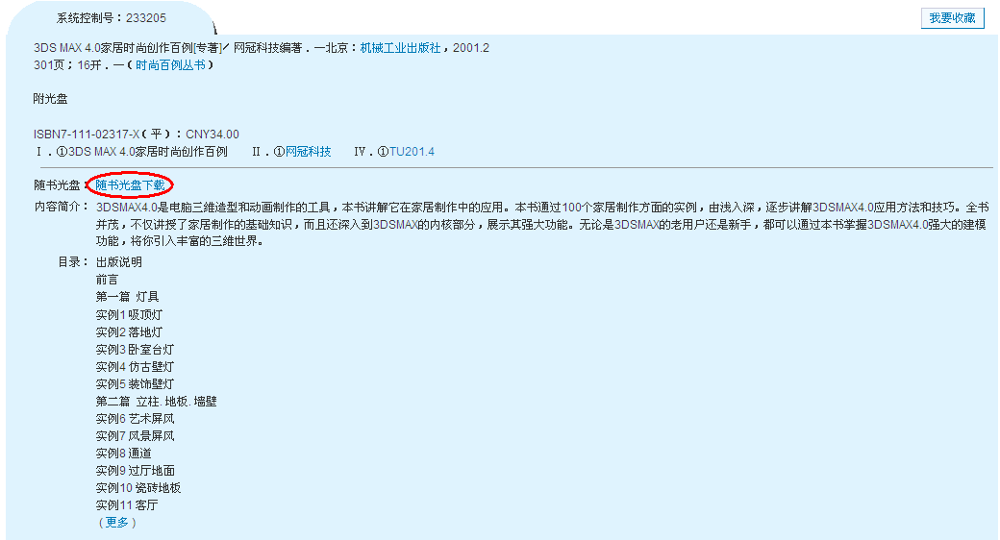 系统控制号：233205
我要收藏
3DS MAX 4.0家居时尚创作百例[专著]／ 网冠科技编著．一北京：机械工业出版社，2001.2
301页；16开．一（时尚百例丛书）
附光盘
ISBN7-111-02317-X（平）：CNY34.00
Ⅰ．①3DS MAX 4.0家居时尚创作百例 Ⅱ．①网冠科技 Ⅳ．①TU201.4
随书光盘：随书光盘下载
内容简介：3DSMAX4.0是电脑三维造型和动画制作的工具，本书讲解它在家居制作中的应用。本书通过100个家居制作方面的实例，由浅入深，逐步讲解3DSMAX4.0应用方法和技巧。全书
并茂，不仅讲授了家居制作的基础知识，而且还深入到3DSMAX的内核部分，展示其强大功能。无论是3DSMAX的老用户还是新手，都可以通过本书掌握3DSMAX4.0强大的建模
功能，将你引入丰富的三维世界。
目录：出版说明
前言
第一篇 灯具
实例1 吸顶灯
实例2 落地灯
实例3 卧室台灯
实例4 仿古壁灯
实例5 装饰壁灯
第二篇 立柱.地板.墙壁
实例6 艺术屏风
实例7 风景屏风
实例8 通道
实例9 过厅地面
实例10 瓷砖地板
实例11 客厅
（更多）